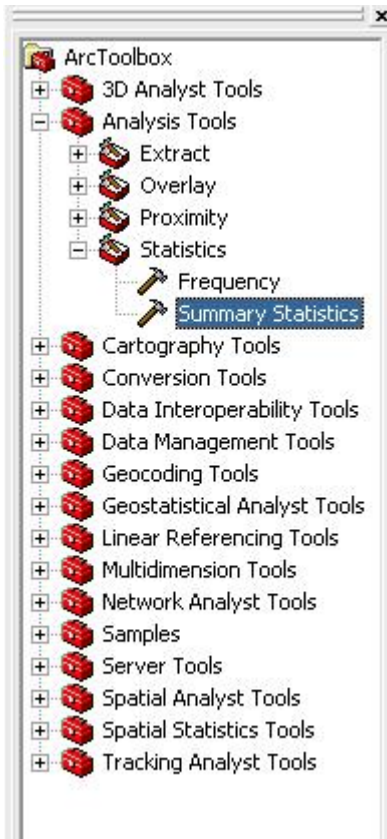 ArcToolbox
3D Analyst Tools
Analysis Tools
Extract
Overlay
Proximity
Statistics
Frequency
Summary Statistics
Cartography Tools
Conversion Tools
Data Interoperability Tools
Data Management Tools
Geocoding Tools
Geostatistical Analyst Tools
Linear Referencing Tools
Multidimension Tools
Network Analyst Tools
Samples
Server Tools
Spatial Analyst Tools
Spatial Statistics Tools
Tracking Analyst Tools